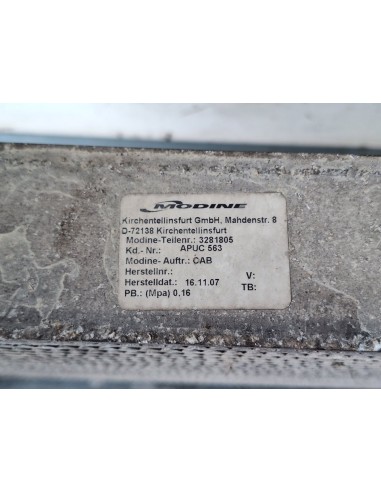 MODINE
Kirchentellinsfurt GmbH, Mahdenstr. 8
D-72138 Kirchentellinsfurt
Modine-Teilenr.: 3281805
Kd.- Nr.: APUC 563
Modine- Auftr.: CAB
Herstellnr.: V:
Herstelldat.: 16.11.07 TB:
PB.: (Mpa) 0.16